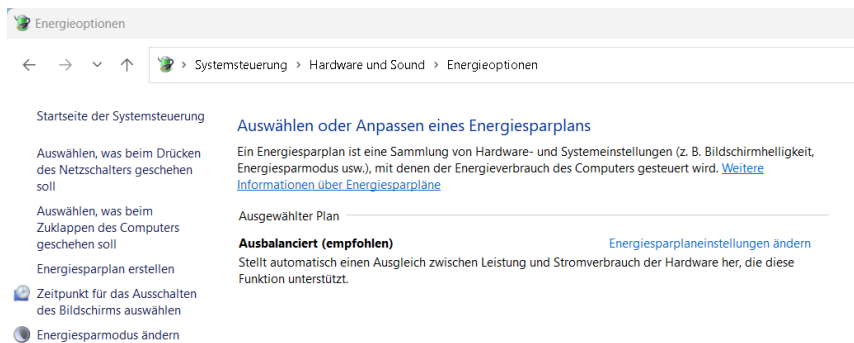 Energieoptionen
Systemsteuerung > Hardware und Sound > Energieoptionen
Startseite der Systemsteuerung
Auswählen, was beim Drücken
des Netzschalters geschehen
soll
Auswählen, was beim
Zuklappen des Computers
geschehen soll
Energiesparplan erstellen
Zeitpunkt für das Ausschalten
des Bildschirms auswählen
Energiesparmodus ändern
Auswählen oder Anpassen eines Energiesparplans
Ein Energiesparplan ist eine Sammlung von Hardware- und Systemeinstellungen (z. B. Bildschirmhelligkeit,
Energiesparmodus usw.), mit denen der Energieverbrauch des Computers gesteuert wird. Weitere
Informationen über Energiesparpläne
Ausgewählter Plan
Ausbalanciert (empfohlen) Energiesparplaneinstellungen ändern
Stellt automatisch einen Ausgleich zwischen Leistung und Stromverbrauch der Hardware her, die diese
Funktion unterstützt.